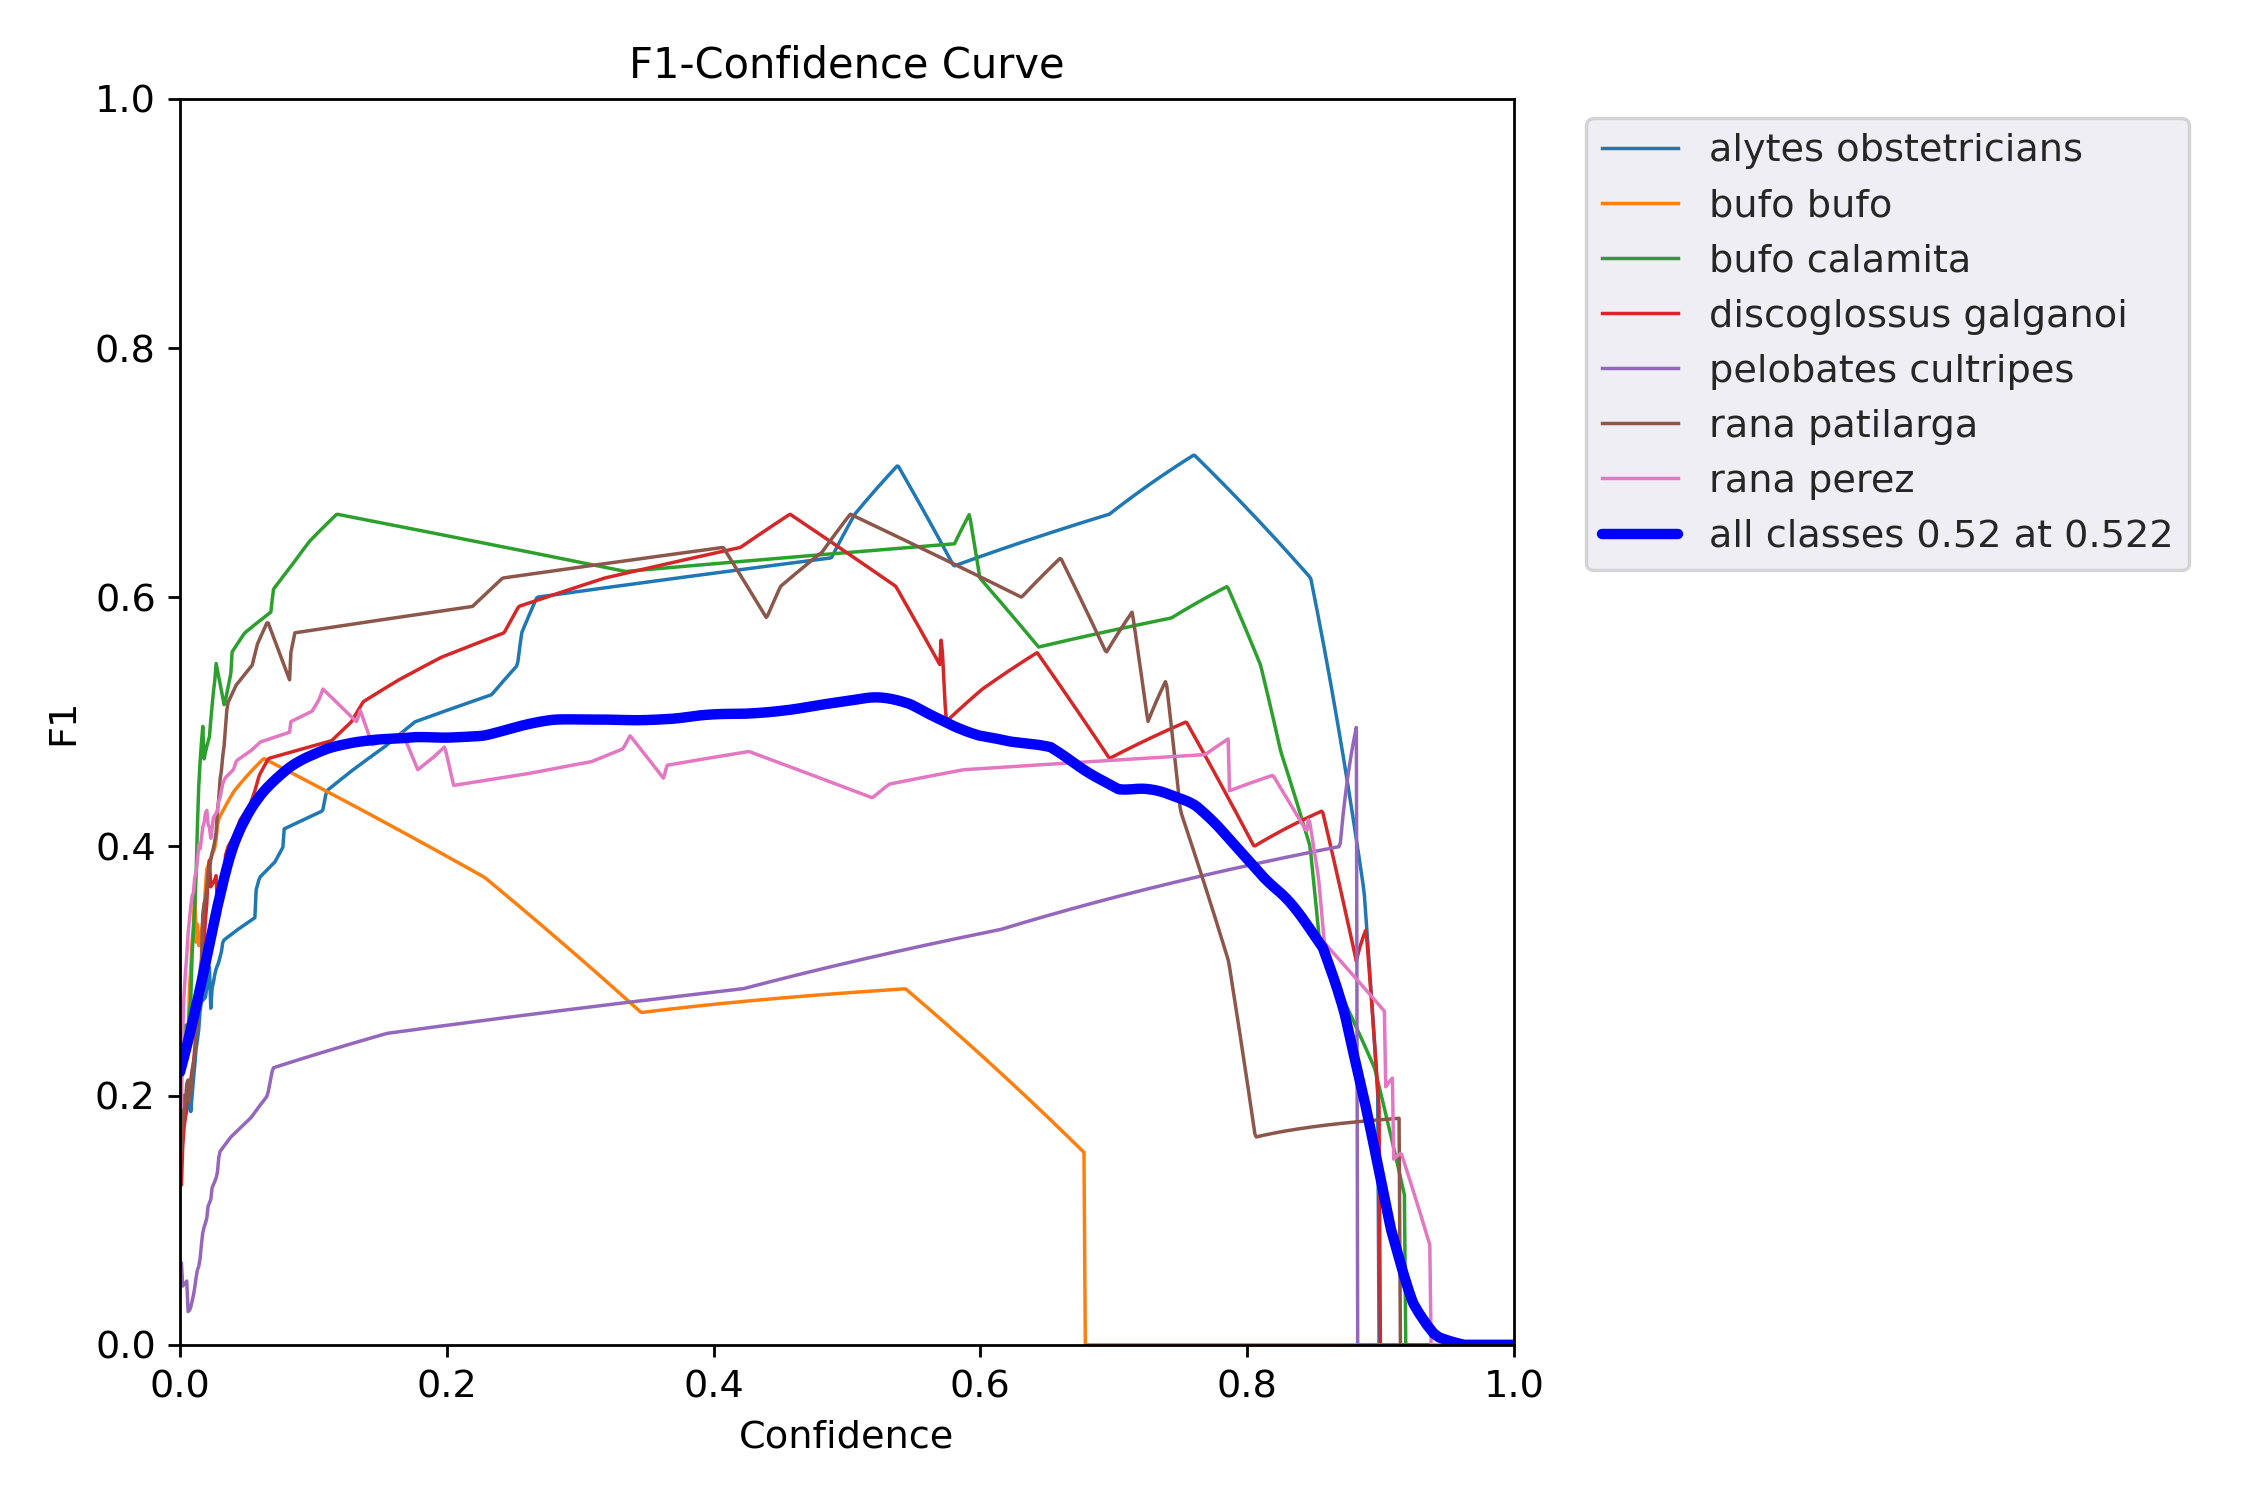 F1-Confidence Curve
1.0
0.8
0.6
0.4
0.2
0.0
F1
0.0 0.2 0.4 0.6 0.8 1.0
Confidence
alytes obstetricians
bufo bufo
bufo calamita
discoglossus galganoi
pelobates cultripes
rana patilarga
rana perez
all classes 0.52 at 0.522